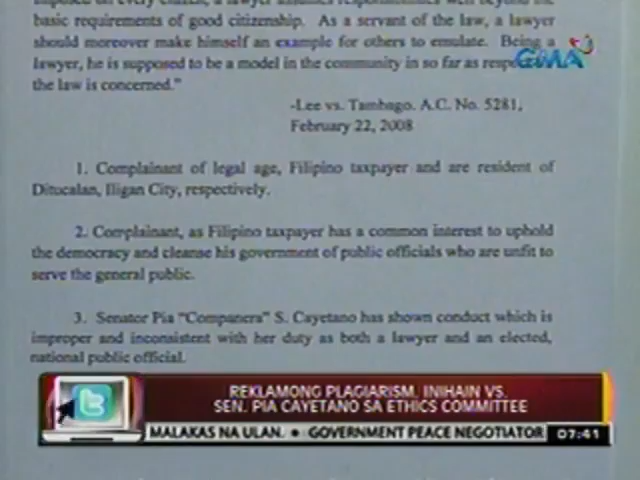 imposed on every citizen, a lawyer assumes responsibilities well beyond the
basic requirements of good citizenship. As a servant of the law, a lawyer
should moreover make himself an example for others to emulate. Being a
lawyer, he is supposed to be a model in the community in so far as
the law is concerned."
GMA
-Lee vs. Tambago. A.C. No. 5281,
February 22, 2008
1. Complainant of legal age, Filipino taxpayer and are resident of
Ditucalan, Iligan City, respectively.
2. Complainant, as Filipino taxpayer has a common interest to uphold
the democracy and cleanse his government of public officials who are unfit to
serve the general public.
3. Senator Pia "Companera" S. Cayetano has shown conduct which is
improper and inconsistent with her duty as both a lawyer and an elected,
national public official.
REKLAMONG PLAGIARISM, INIHAIN VS.
SEN. PIA CAYETANO SA ETHICS COMMITTEE
MALAKAS NA ULAN. • GOVERNMENT PEACE NEGOTIATOR 07:41